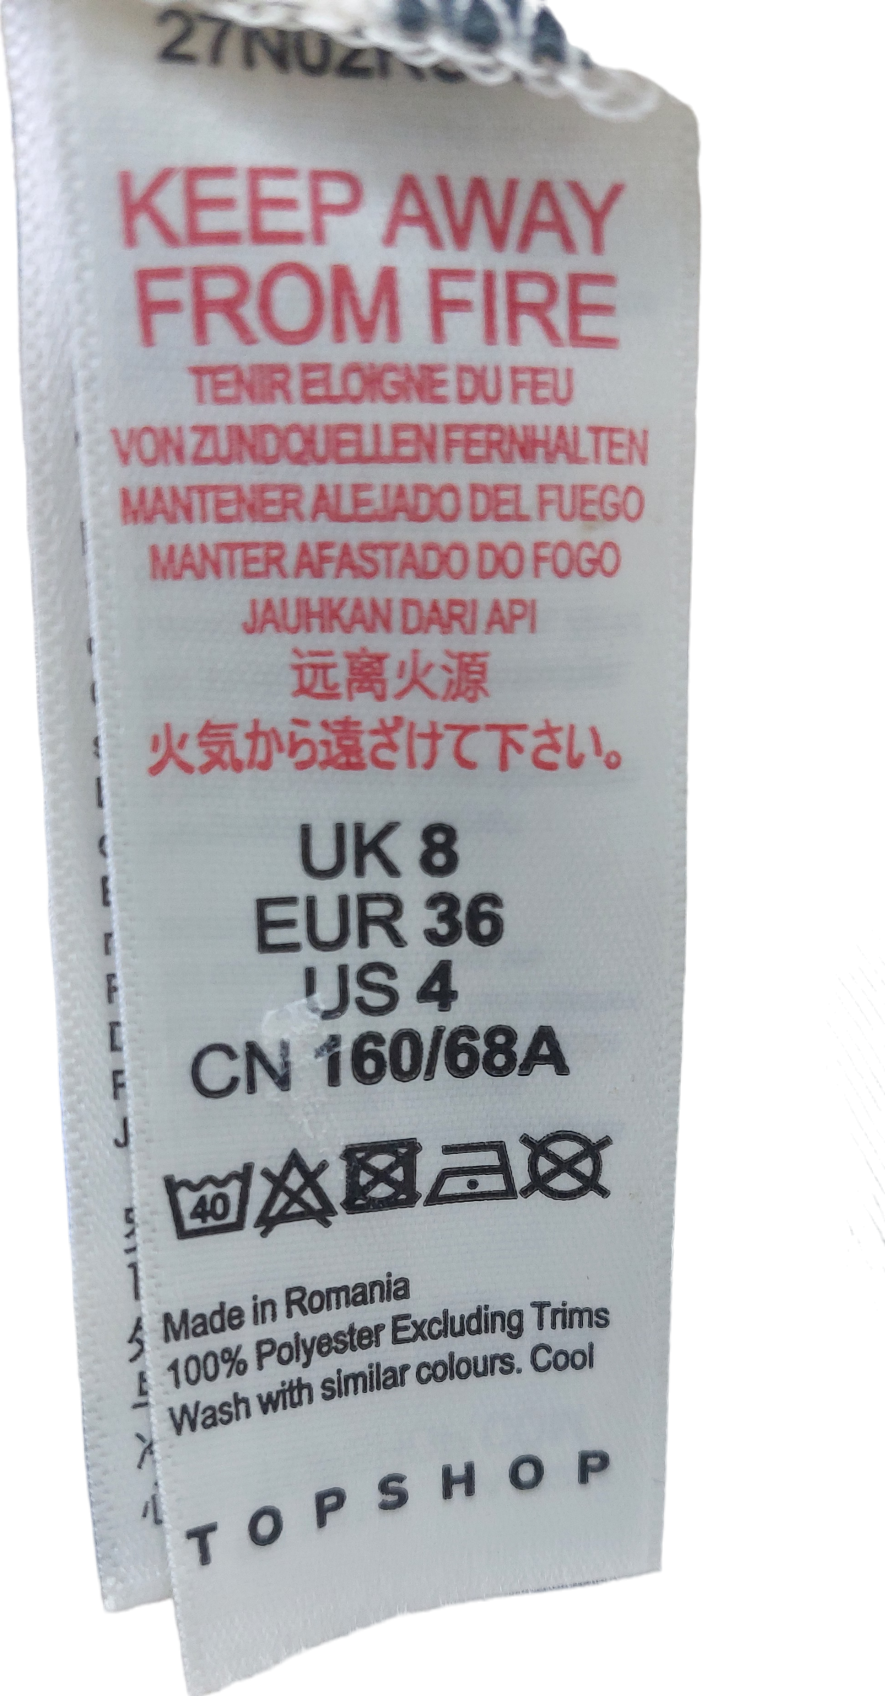 KEEP AWAY
FROM FIRE
TENIR ELOIGNE DU FEU
VON ZUNDQUELLEN FERNHALTEN
MANTENER ALEJADO DEL FUEGO
MANTER AFASTADO DO FOGO
JAUHKAN DARI API
远离火源
火気から遠ざけて下さい。
UK 8
EUR 36
US 4
CN 160/68A
40
Made in Romania
100% Polyester Excluding Trims
Wash with similar colours. Cool
TOPSHOP